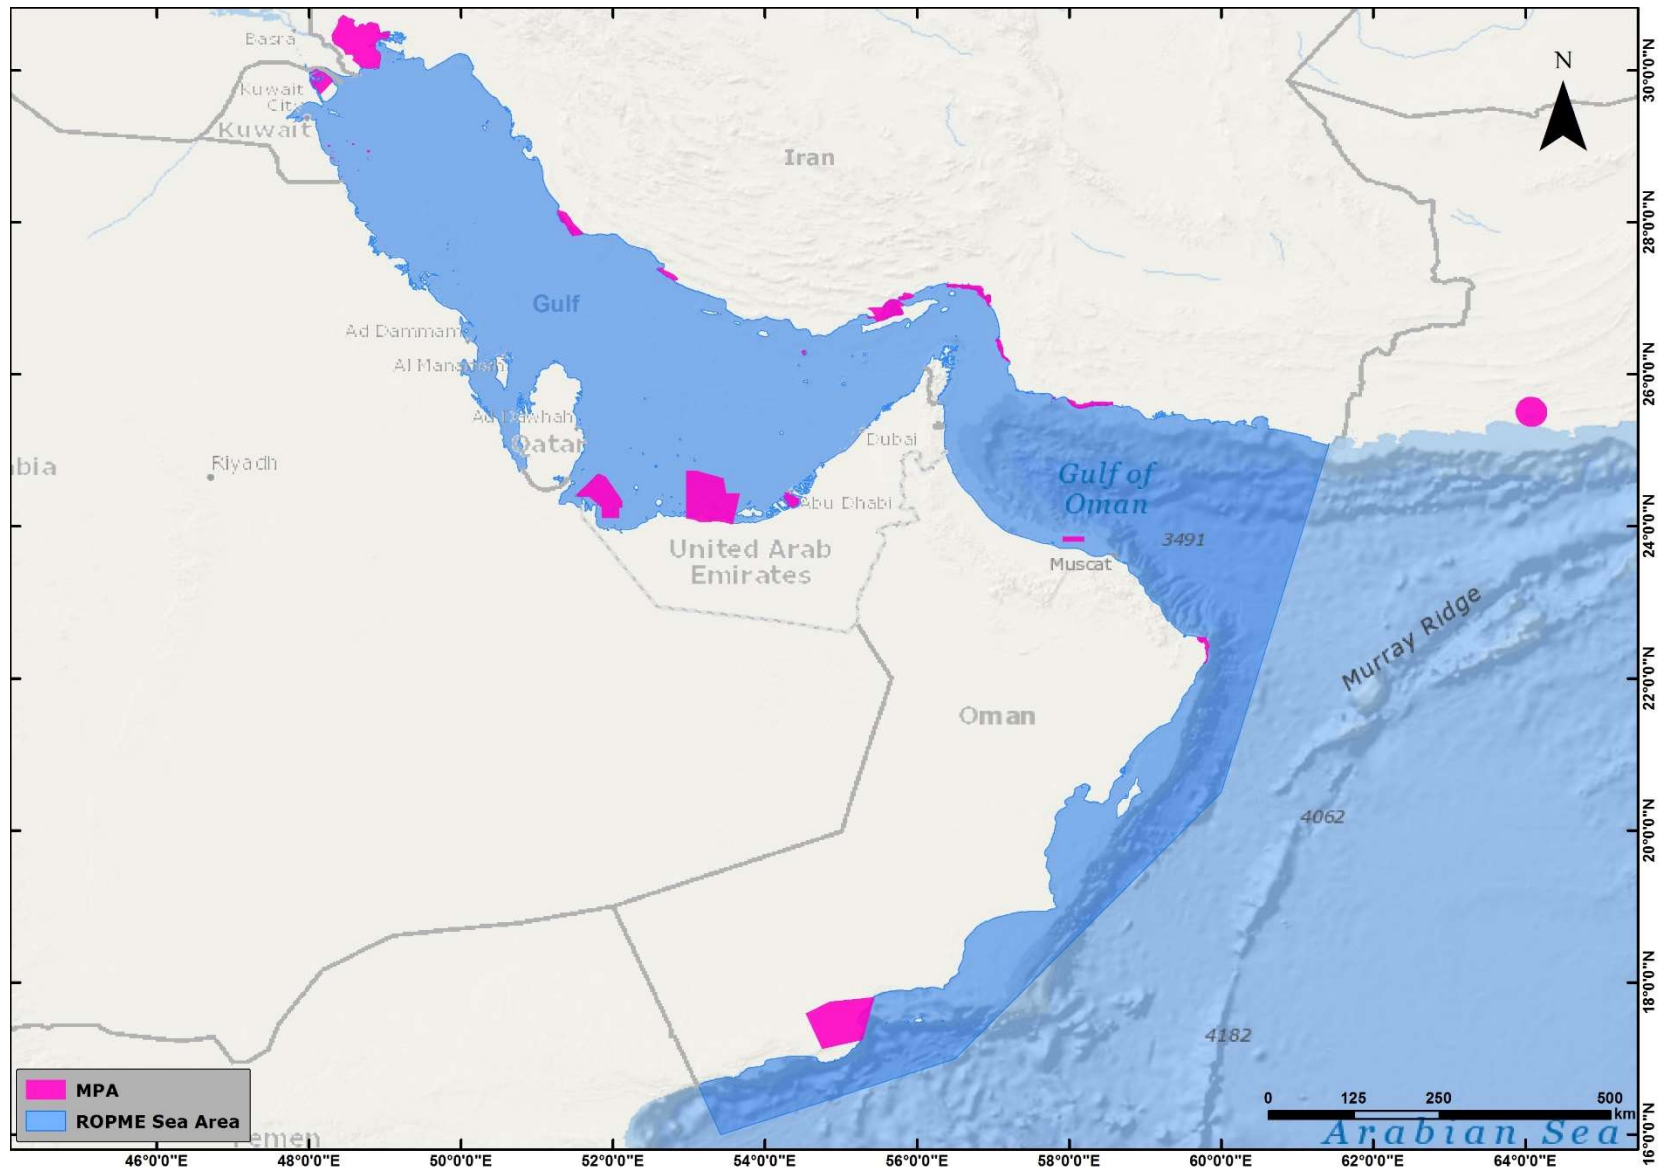 Basra
Kuwait
City
Kuwait
Iran
N
Gulf
Ad Dammam
Al Manamah
Ad Dawhah
Qatar
bia
Riyadh
Dubai
Abu Dhabi
United Arab
Emirates
Gulf of
Oman
3491
Muscat
Murray Ridge
Oman
4062
4182
MPA
ROPME Sea Area
emen
0 125 250 500
km
Arabian Sea
46°0'0"E 48°0'0"E 50°0'0"E 52°0'0"E 54°0'0"E 56°0'0"E 58°0'0"E 60°0'0"E 62°0'0"E 64°0'0"E
30°0'0"N
28°0'0"N
26°0'0"N
24°0'0"N
22°0'0"N
20°0'0"N
18°0'0"N
16°0'0"N